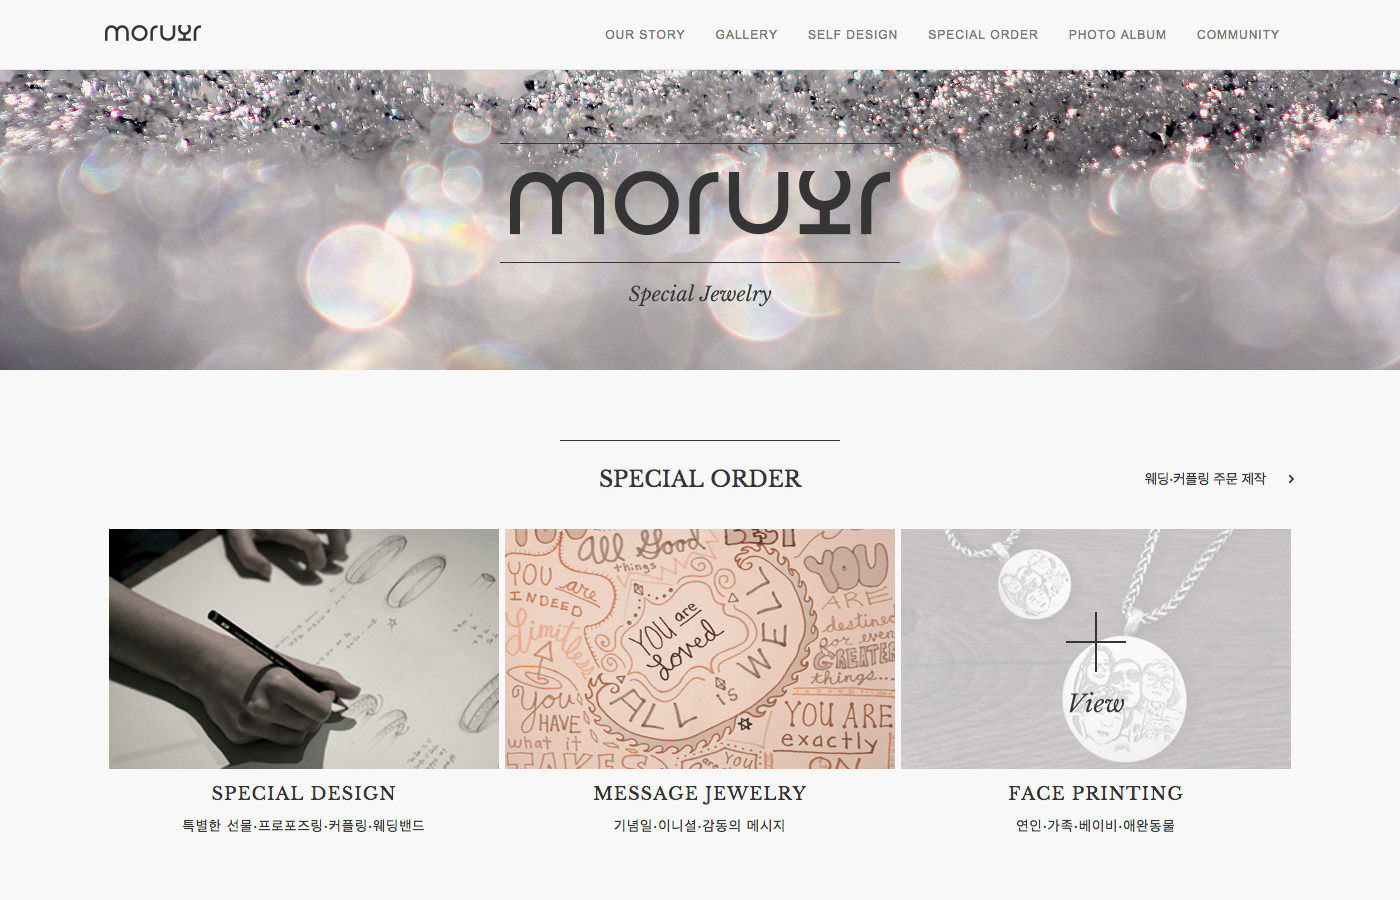 moruur
OUR STORY GALLERY SELF DESIGN SPECIAL ORDER PHOTO ALBUM COMMUNITY
moruur
Special Jewelry
SPECIAL ORDER
웨딩·커플링 주문 제작
all Good
things
BEST
YOU are
INDEED
YOU
ARE
destined
for even
GREATER
things...
Limitless
YOU are
Loved
ALL is WELL
You
HAVE
what it
TAKES
YOU ARE
exactly
You
View
SPECIAL DESIGN
MESSAGE JEWELRY
FACE PRINTING
특별한 선물·프로포즈링·커플링·웨딩밴드
기념일·이니셜·감동의 메시지
연인·가족·베이비·애완동물